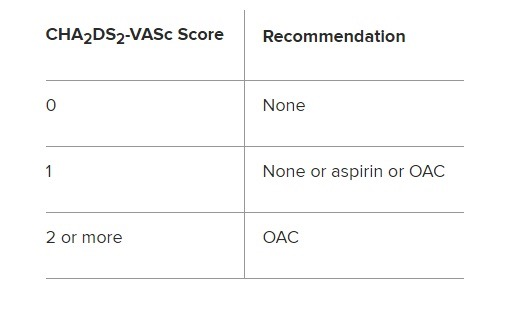 CHA₂DS₂-VASc Score Recommendation
0 None
1 None or aspirin or OAC
2 or more OAC